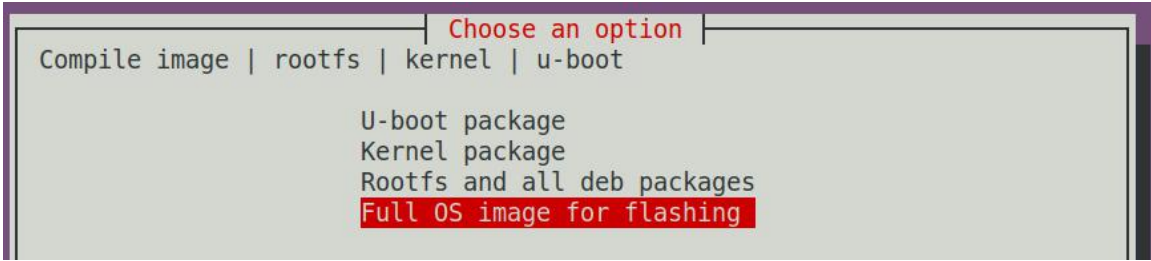 Choose an option
Compile image | rootfs | kernel | u-boot
U-boot package
Kernel package
Rootfs and all deb packages
Full OS image for flashing